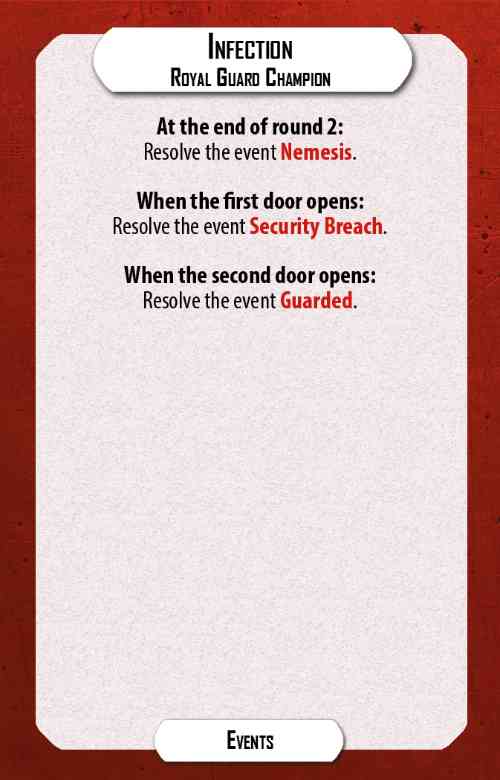 Infection
Royal Guard Champion
At the end of round 2:
Resolve the event Nemesis.
When the first door opens:
Resolve the event Security Breach.
When the second door opens:
Resolve the event Guarded.
Events